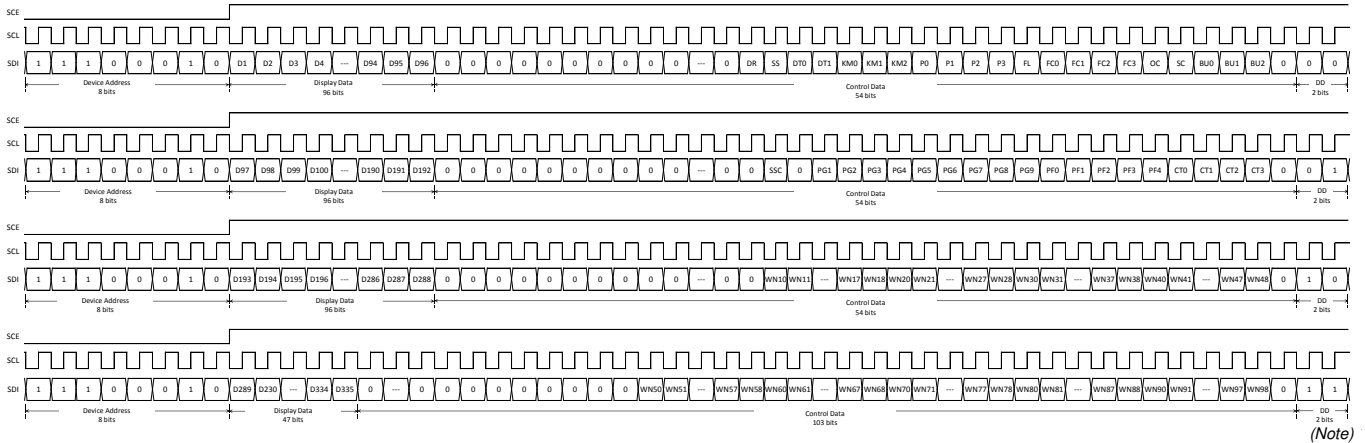 SCE
SCL
SDI 1 1 1 0 0 0 1 0 D1 D2 D3 D4 --- D94 D95 D96 0 0 0 0 0 0 0 0 0 0 --- 0 DR SS DT0 DT1 KM0 KM1 KM2 P0 P1 P2 P3 FL FC0 FC1 FC2 FC3 OC SC BU0 BU1 BU2 0 0 0
Device Address Display Data Control Data DD
8 bits 96 bits 54 bits 2 bits
SCE
SCL
SDI 1 1 1 0 0 0 1 0 D97 D98 D99 D100 --- D190 D191 D192 0 0 0 0 0 0 0 0 0 0 --- 0 0 SSC 0 PG1 PG2 PG3 PG4 PG5 PG6 PG7 PG8 PG9 PF0 PF1 PF2 PF3 PF4 CT0 CT1 CT2 CT3 0 0 1
Device Address Display Data Control Data DD
8 bits 96 bits 54 bits 2 bits
SCE
SCL
SDI 1 1 1 0 0 0 1 0 D193 D194 D195 D196 --- D286 D287 D288 0 0 0 0 0 0 0 0 0 0 --- 0 0 WN10 WN11 --- WN17 WN18 WN20 WN21 --- WN27 WN28 WN30 WN31 --- WN37 WN38 WN40 WN41 --- WN47 WN48 0 1 0
Device Address Display Data Control Data DD
8 bits 96 bits 54 bits 2 bits
SCE
SCL
SDI 1 1 1 0 0 0 1 0 D289 D230 --- D334 D335 0 --- 0 0 0 0 0 0 0 0 0 WN50 WN51 --- WN57 WN58 WN60 WN61 --- WN67 WN68 WN70 WN71 --- WN77 WN78 WN80 WN81 --- WN87 WN88 WN90 WN91 --- WN97 WN98 0 1 1
Device Address Display Data Control Data DD
8 bits 47 bits 103 bits 2 bits
(Note)